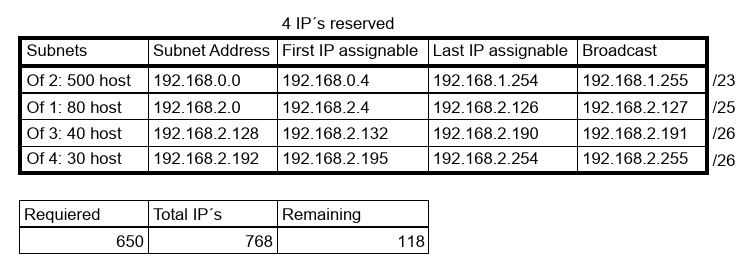 4 IP´s reserved
Subnets Subnet Address First IP assignable Last IP assignable Broadcast
Of 2: 500 host 192.168.0.0 192.168.0.4 192.168.1.254 192.168.1.255 /23
Of 1: 80 host 192.168.2.0 192.168.2.4 192.168.2.126 192.168.2.127 /25
Of 3: 40 host 192.168.2.128 192.168.2.132 192.168.2.190 192.168.2.191 /26
Of 4: 30 host 192.168.2.192 192.168.2.195 192.168.2.254 192.168.2.255 /26
Requiered Total IP´s Remaining
650 768 118